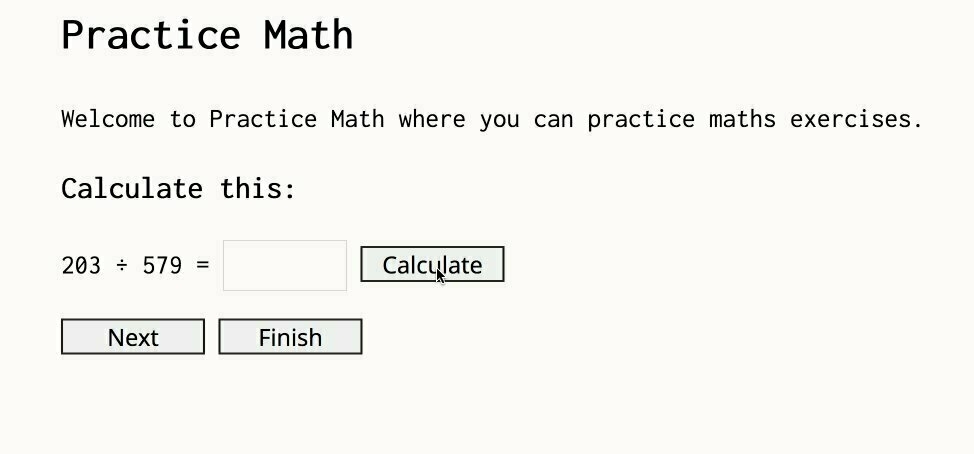 Practice Math
Welcome to Practice Math where you can practice maths exercises.
Calculate this:
203 ÷ 579 = Calculate
Next Finish